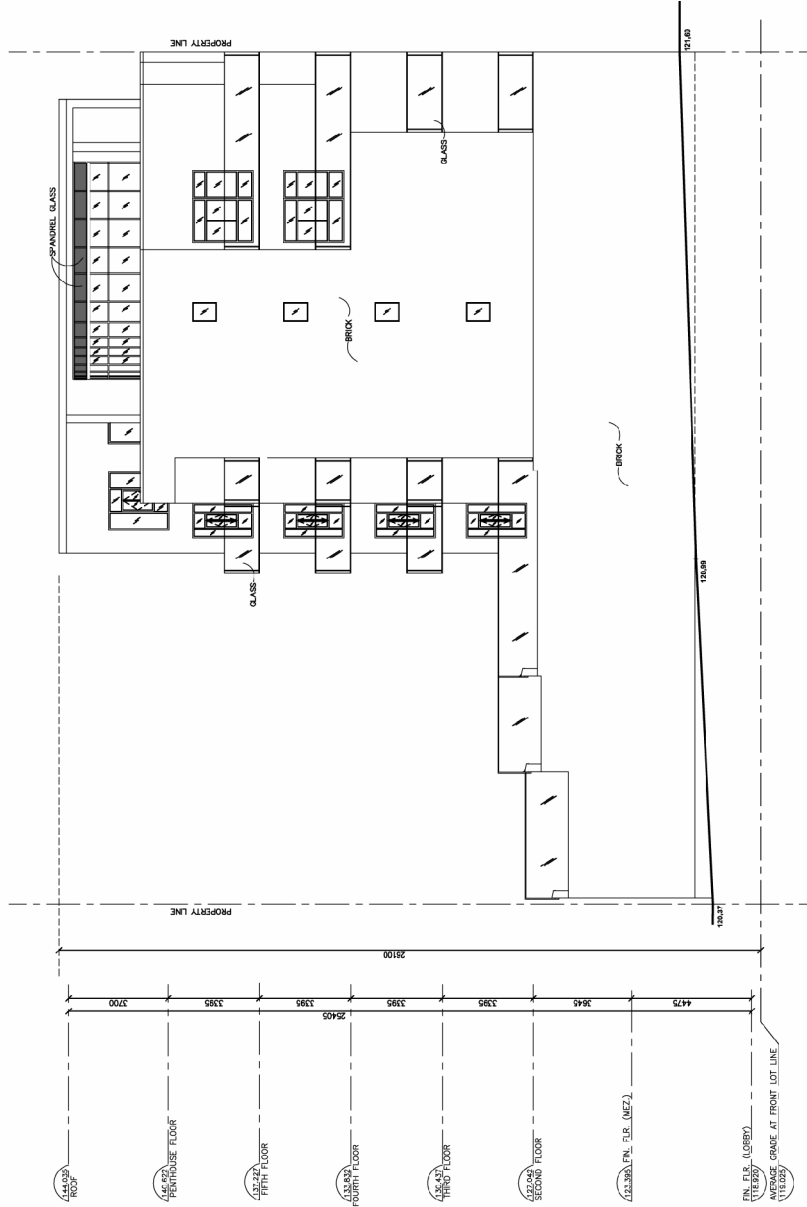 PROPERTY LINE
121,60
SPANDREL GLASS
GLASS
BRICK
BRICK
GLASS
120,99
PROPERTY LINE
120,37
26100
3700
3395
3395
3395
3395
3645
4475
25405
144.035
ROOF
140.622
PENTHOUSE FLOOR
137.227
FIFTH FLOOR
133.832
FOURTH FLOOR
130.437
THIRD FLOOR
127.042
SECOND FLOOR
123.395 FIN. FLR. (MEZ.)
FIN. FLR. (LOBBY)
118.920
AVERAGE GRADE AT FRONT LOT LINE